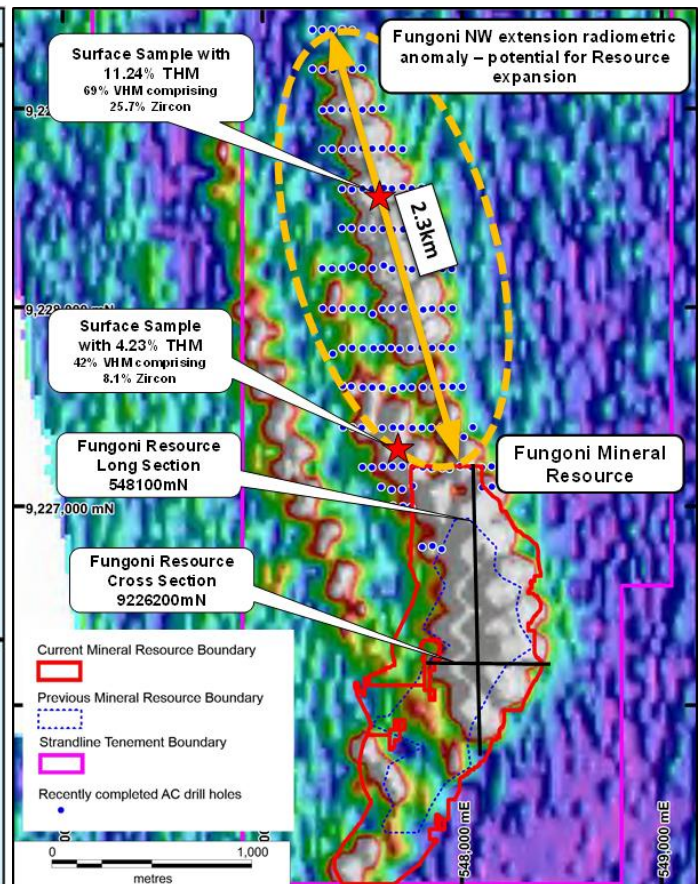 Surface Sample with
11.24% THM
69% VHM comprising
25.7% Zircon
Fungoni NW extension radiometric
anomaly – potential for Resource
expansion
2.3km
9,228,000 mN
Surface Sample
with 4.23% THM
42% VHM comprising
8.1% Zircon
Fungoni Resource
Long Section
548100mN
Fungoni Mineral
Resource
9,227,000 mN
Fungoni Resource
Cross Section
9226200mN
Current Mineral Resource Boundary
Previous Mineral Resource Boundary
Strandline Tenement Boundary
Recently completed AC drill holes
0
1,000
metres
548,000 mE
549,000 mE